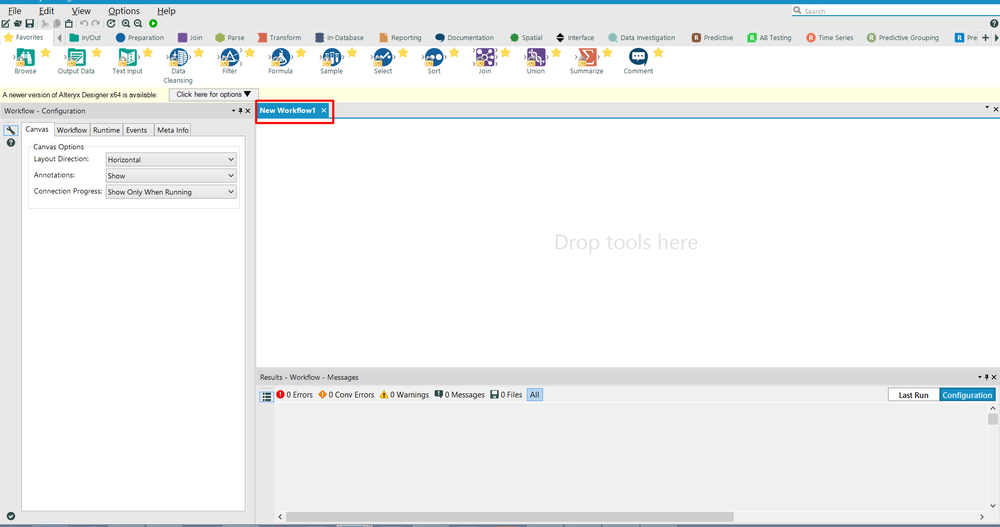 File Edit View Options Help
Search
Favorites In/Out Preparation Join Parse Transform In-Database Reporting Documentation Spatial Interface Data Investigation Predictive AB Testing Time Series Predictive Grouping Pre
Browse Output Data Text Input Data Cleansing Filter Formula Sample Select Sort Join Union Summarize Comment
A newer version of Alteryx Designer x64 is available: Click here for options
Workflow - Configuration
New Workflow1
Canvas Workflow Runtime Events Meta Info
Canvas Options
Layout Direction: Horizontal
Annotations: Show
Connection Progress: Show Only When Running
Drop tools here
Results - Workflow - Messages
0 Errors 0 Conv Errors 0 Warnings 0 Messages 0 Files All Last Run Configuration